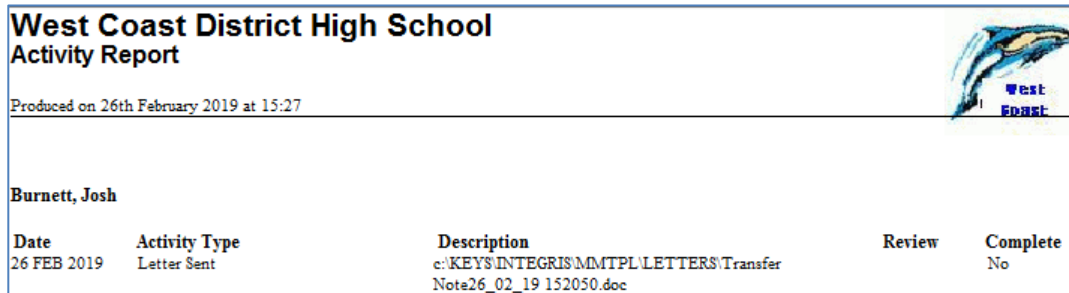 West Coast District High School
Activity Report
Produced on 26th February 2019 at 15:27
West
Coast
Burnett, Josh
Date Activity Type Description Review Complete
26 FEB 2019 Letter Sent c:\KEYS\INTEGRIS\MMTPL\LETTERS\Transfer No
Note26_02_19 152050.doc